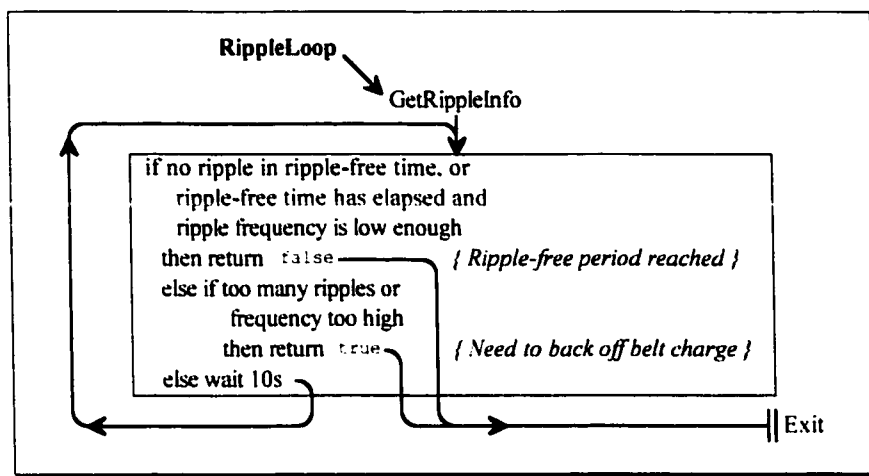 RippleLoop
GetRippleInfo
if no ripple in ripple-free time, or
ripple-free time has elapsed and
ripple frequency is low enough
then return false { Ripple-free period reached }
else if too many ripples or
frequency too high
then return true { Need to back off belt charge }
else wait 10s
Exit